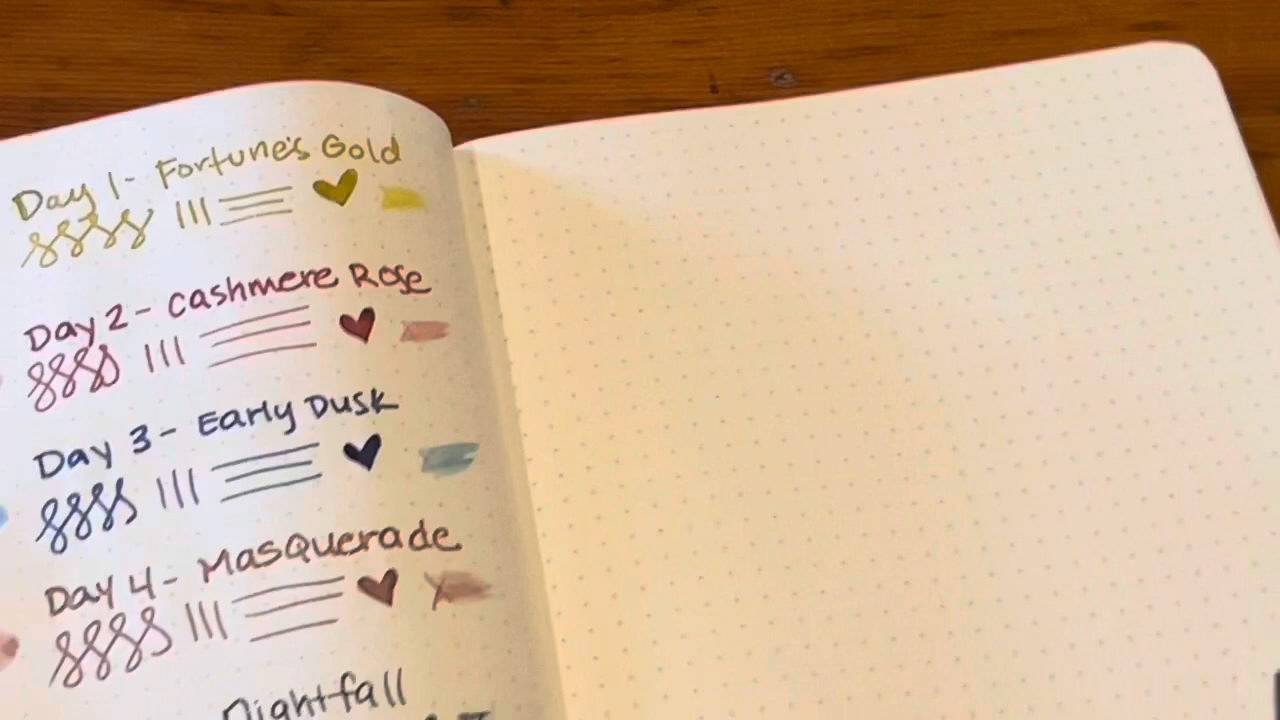 Day 1- Fortune's Gold
Day 2- Cashmere Rose
Day 3- Early Dusk
Day 4- Masquerade
Nightfall